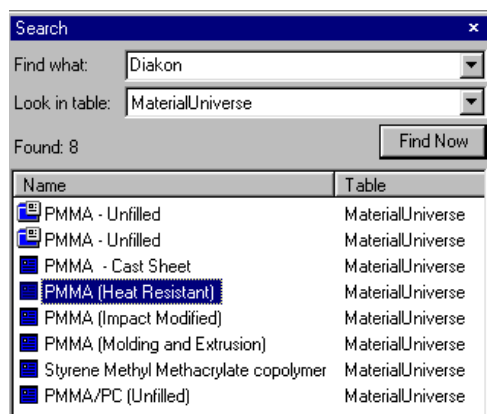 Search
Find what: Diakon
Look in table: MaterialUniverse
Found: 8 Find Now
Name Table
PMMA - Unfilled MaterialUniverse
PMMA - Unfilled MaterialUniverse
PMMA - Cast Sheet MaterialUniverse
PMMA (Heat Resistant) MaterialUniverse
PMMA (Impact Modified) MaterialUniverse
PMMA (Molding and Extrusion) MaterialUniverse
Styrene Methyl Methacrylate copolymer MaterialUniverse
PMMA/PC (Unfilled) MaterialUniverse